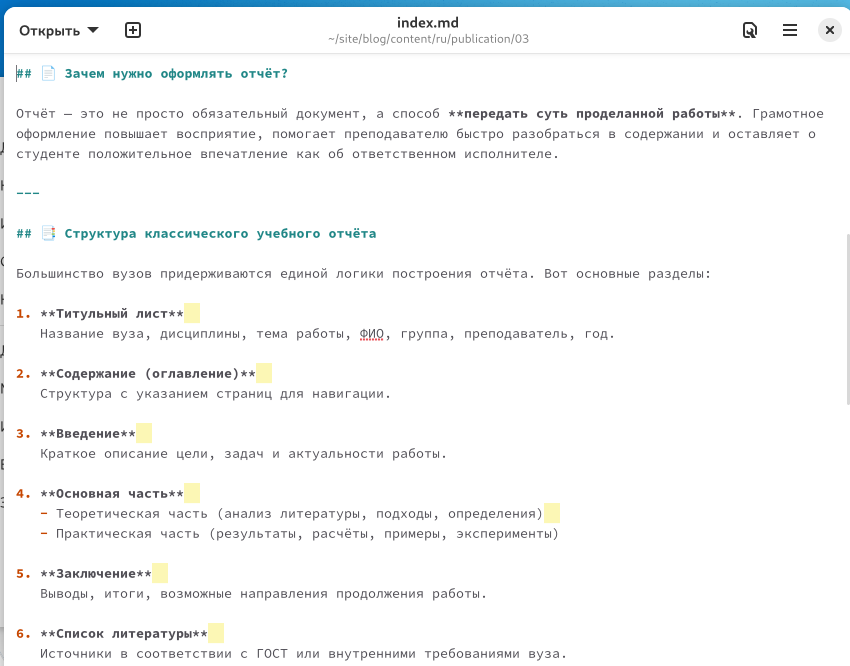 Открыть
index.md
~/site/blog/content/ru/publication/03
## 📄 Зачем нужно оформлять отчёт?
Отчёт — это не просто обязательный документ, а способ **передать суть проделанной работы**. Грамотное
оформление повышает восприятие, помогает преподавателю быстро разобраться в содержании и оставляет о
студенте положительное впечатление как об ответственном исполнителе.
---
## 📑 Структура классического учебного отчёта
Большинство вузов придерживаются единой логики построения отчёта. Вот основные разделы:
1. **Титульный лист**
Название вуза, дисциплины, тема работы, ФИО, группа, преподаватель, год.
2. **Содержание (оглавление)**
Структура с указанием страниц для навигации.
3. **Введение**
Краткое описание цели, задач и актуальности работы.
4. **Основная часть**
- Теоретическая часть (анализ литературы, подходы, определения)
- Практическая часть (результаты, расчёты, примеры, эксперименты)
5. **Заключение**
Выводы, итоги, возможные направления продолжения работы.
6. **Список литературы**
Источники в соответствии с ГОСТ или внутренними требованиями вуза.